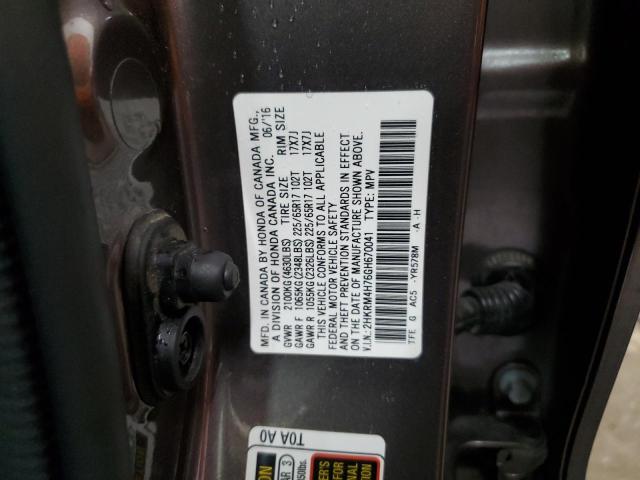 MFD. IN CANADA BY HONDA OF CANADA MFG.,
A DIVISION OF HONDA CANADA INC. 06/'16
TIRE SIZE RIM SIZE
GVWR 2100KG(4630LBS)
GAWR F 1065KG(2348LBS) 225/65R17 102T 17X7J
GAWR R 1055KG(2326LBS) 225/65R17 102T 17X7J
THIS VEHICLE CONFORMS TO ALL APPLICABLE
FEDERAL MOTOR VEHICLE SAFETY
AND THEFT PREVENTION STANDARDS IN EFFECT
ON THE DATE OF MANUFACTURE SHOWN ABOVE.
V.I.N.: 2HKRM4H76GH670041 TYPE: MPV
TFE G AC5 -YR578M -A-H
T0A A0